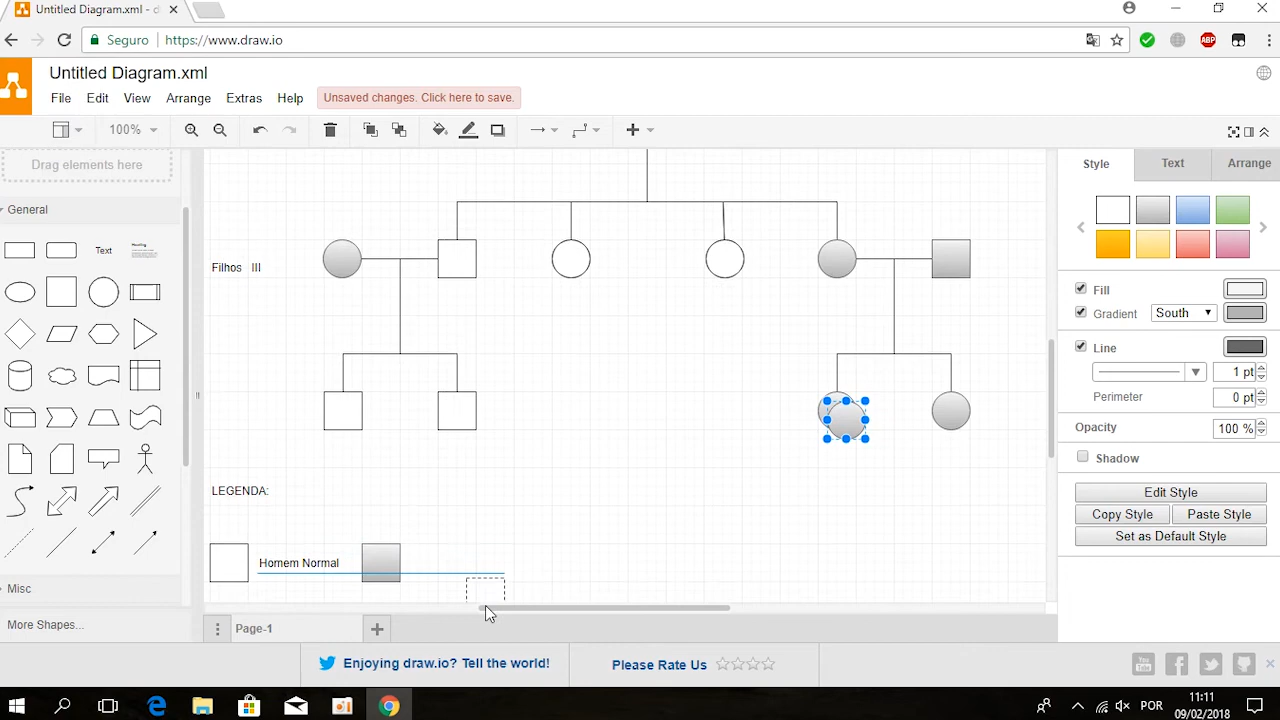 Untitled Diagram.xml - d
Seguro
https://www.draw.io
ABP
Untitled Diagram.xml
File Edit View Arrange Extras Help
Unsaved changes. Click here to save.
100%
Drag elements here
Style Text Arrange
General
Text
Heading
Filhos III
Fill
Gradient South
Line
1 pt
Perimeter 0 pt
Opacity 100 %
Shadow
Edit Style
Copy Style Paste Style
Set as Default Style
LEGENDA:
Homem Normal
Misc
More Shapes...
Page-1
Enjoying draw.io? Tell the world!
Please Rate Us
You Tube
POR
11:11
09/02/2018